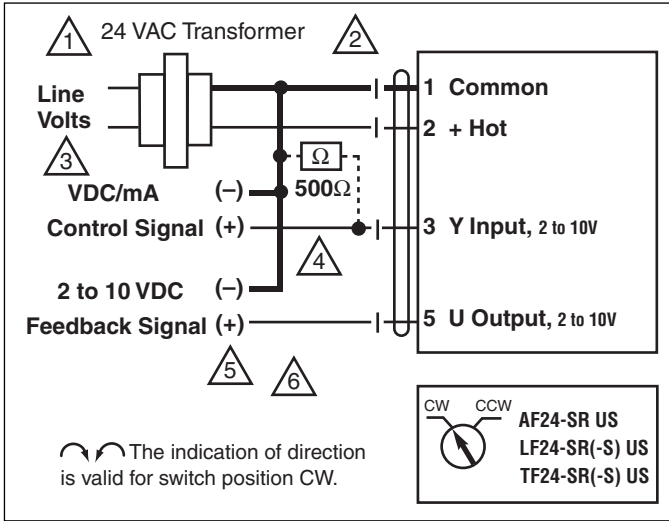 1 24 VAC Transformer 2
Line
Volts
1 Common
2 + Hot
3
Ω
500Ω
VDC/mA (–)
Control Signal (+)
3 Y Input, 2 to 10V
4
2 to 10 VDC (–)
Feedback Signal (+)
5 U Output, 2 to 10V
5 6
CW CCW
AF24-SR US
LF24-SR(-S) US
TF24-SR(-S) US
The indication of direction
is valid for switch position CW.